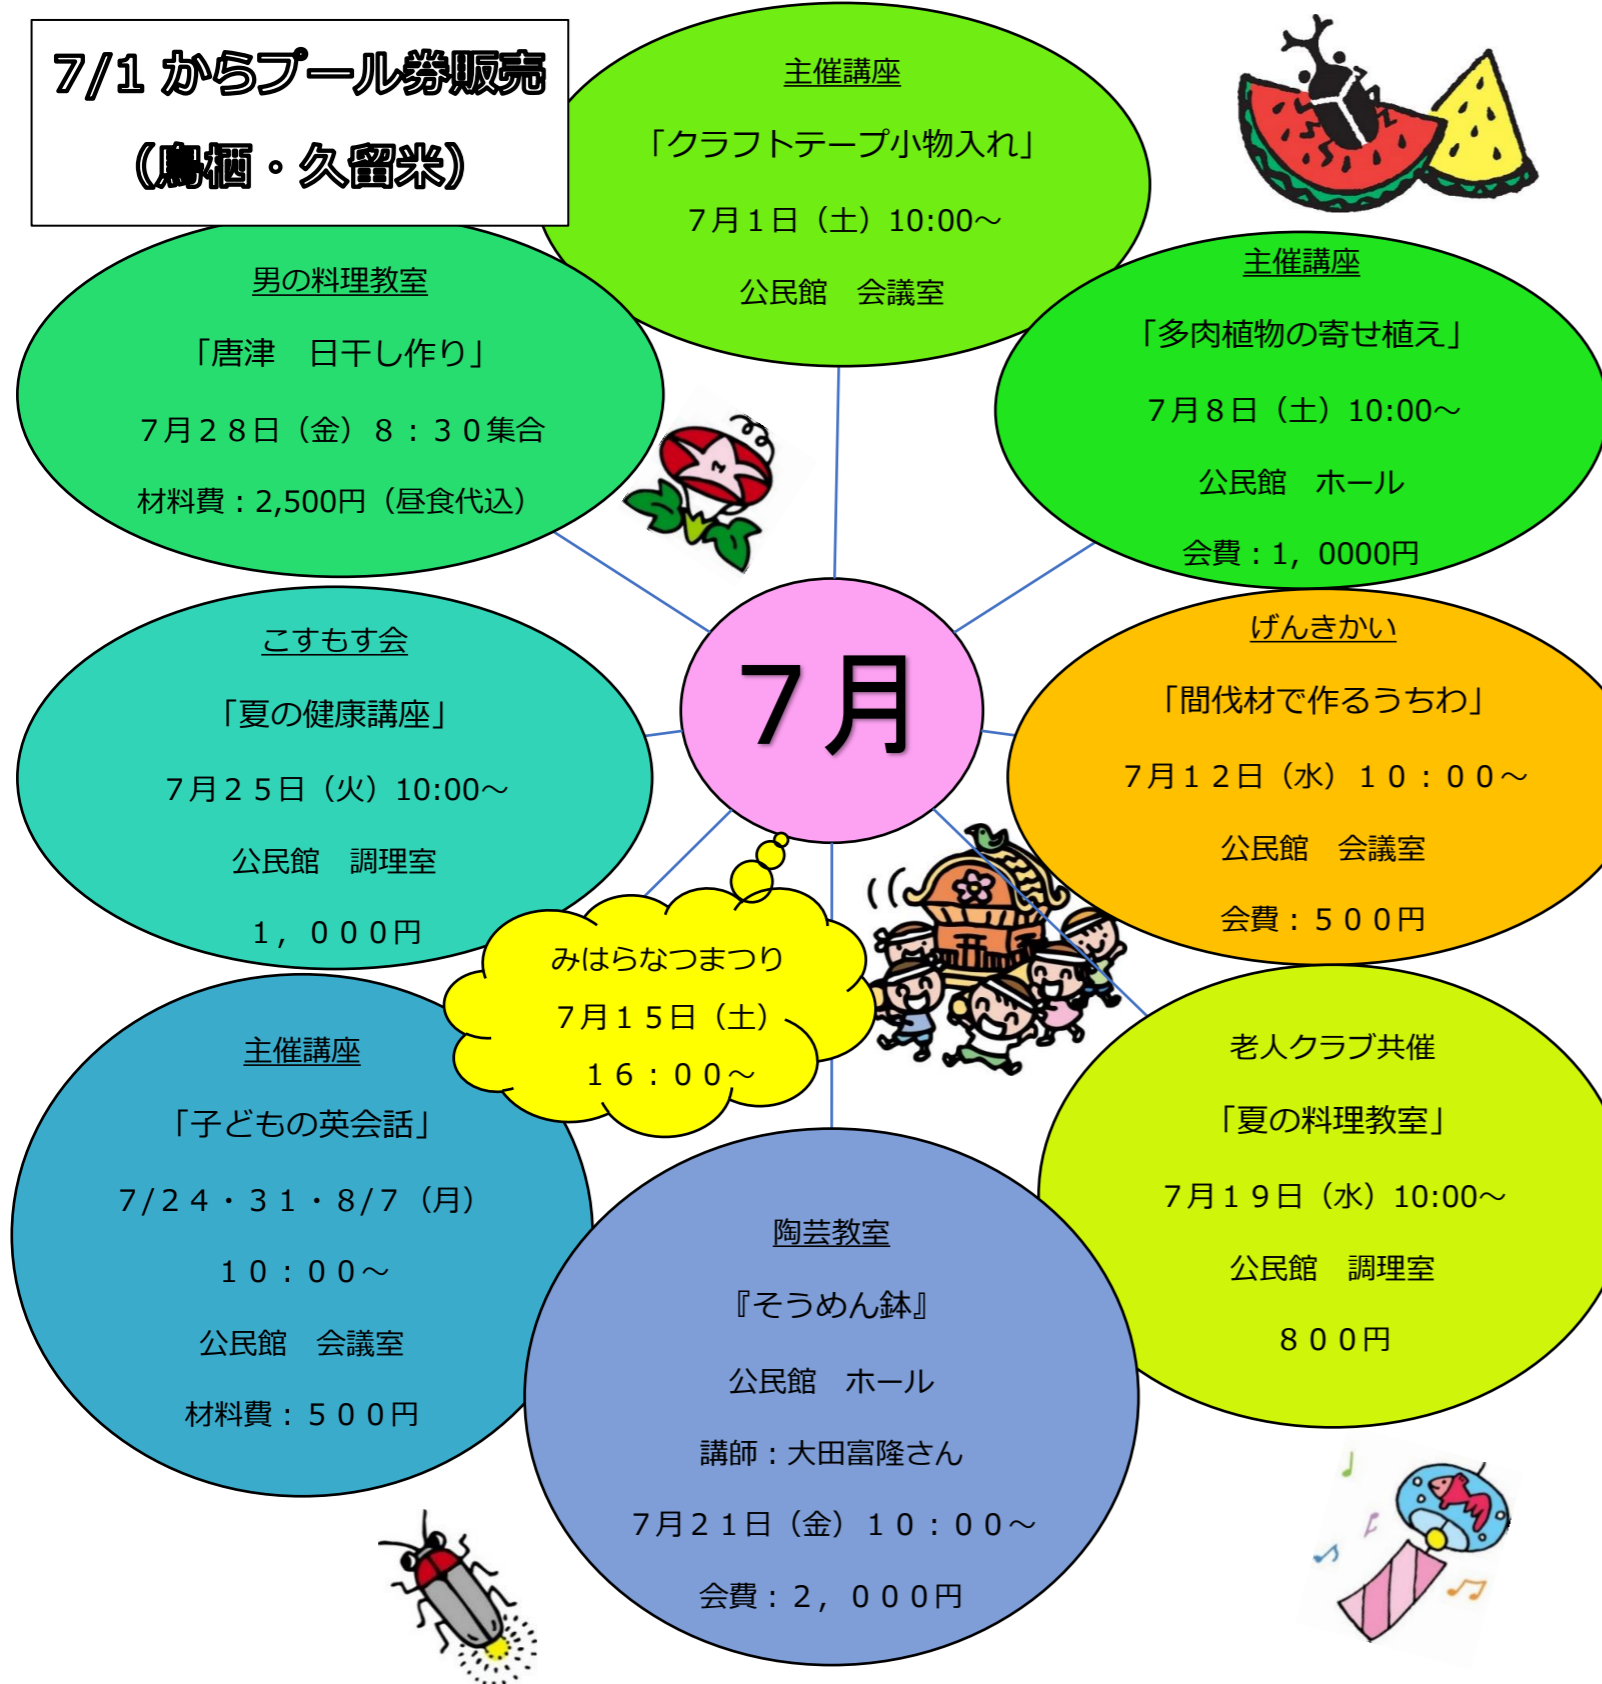 7/1 からプール券販売
（鳥栖・久留米）
主催講座
「クラフトテープ小物入れ」
７月１日（土）10:00～
公民館　会議室
主催講座
「多肉植物の寄せ植え」
７月８日（土）10:00～
公民館　ホール
会費：1，0000円
げんきかい
「間伐材で作るうちわ」
７月１２日（水）１０：００～
公民館　会議室
会費：５００円
老人クラブ共催
「夏の料理教室」
７月１９日（水）10:00～
公民館　調理室
８００円
陶芸教室
『そうめん鉢』
公民館　ホール
講師：大田富隆さん
７月２１日（金）１０：００～
会費：２，０００円
主催講座
「子どもの英会話」
７/２４・３１・８/７（月）
１０：００～
公民館　会議室
材料費：５００円
こすもす会
「夏の健康講座」
７月２５日（火）10:00～
公民館　調理室
１，０００円
男の料理教室
「唐津　日干し作り」
７月２８日（金）８：３０集合
材料費：2,500円（昼食代込）
７月
みはらなつまつり
７月１５日（土）
１６：００～